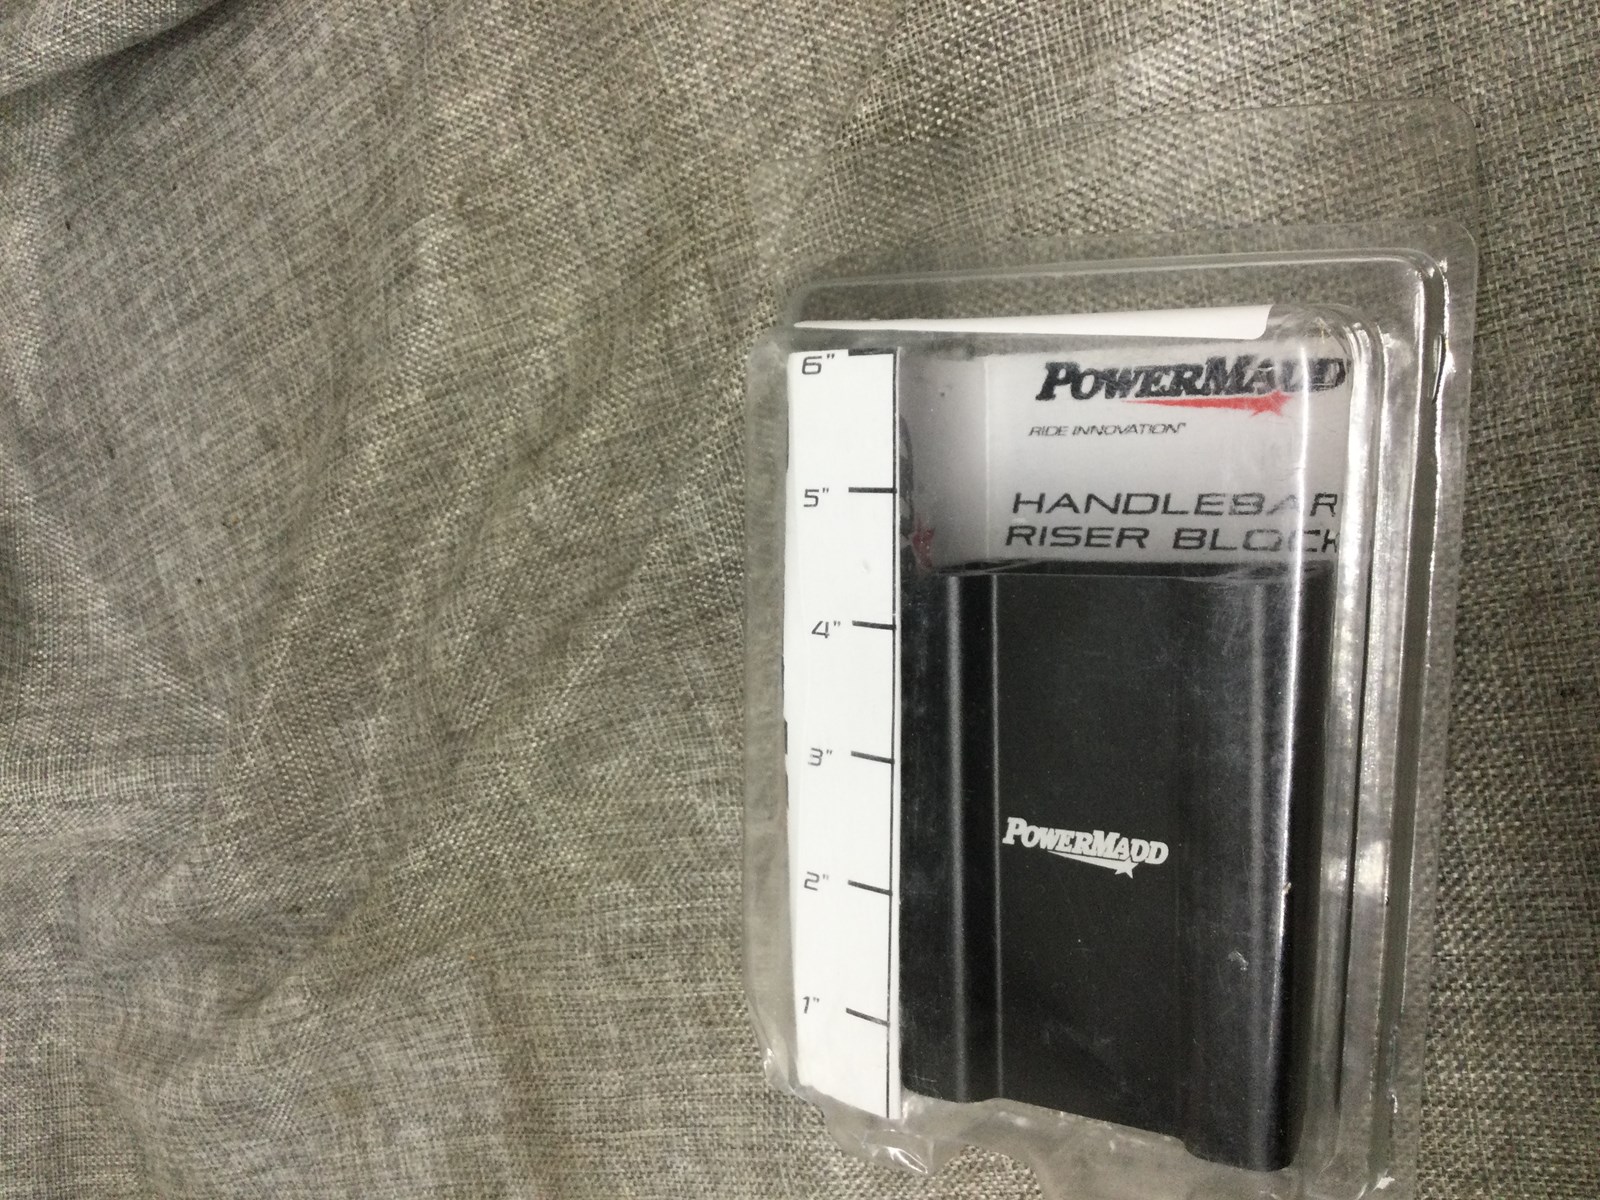 6"
5"
4"
3"
2"
1"
POWERMADD
RIDE INNOVATION
HANDLEBAR
RISER BLOCK
POWERMADD